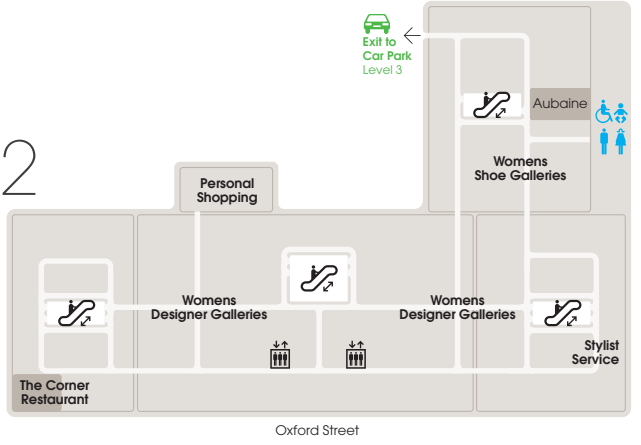 Exit to
Car Park
Level 3
Aubaine
Womens
Shoe Galleries
2
Personal
Shopping
Womens
Designer Galleries
Womens
Designer Galleries
Stylist
Service
The Corner
Restaurant
Oxford Street